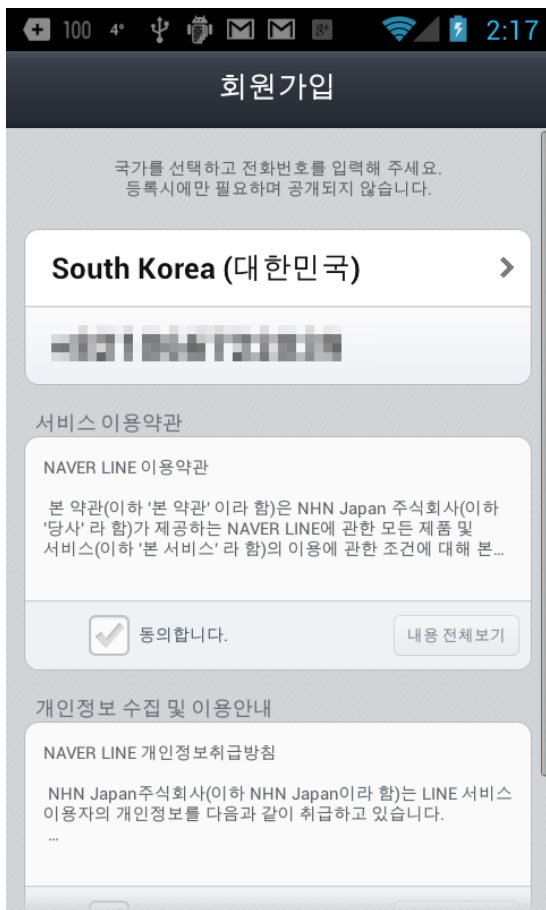 100 4° 2:17
회원가입
국가를 선택하고 전화번호를 입력해 주세요.
등록시에만 필요하며 공개되지 않습니다.
South Korea (대한민국)
서비스 이용약관
NAVER LINE 이용약관
본 약관(이하 '본 약관' 이라 함)은 NHN Japan 주식회사(이하
'당사' 라 함)가 제공하는 NAVER LINE에 관한 모든 제품 및
서비스(이하 '본 서비스' 라 함)의 이용에 관한 조건에 대해 본...
동의합니다. 내용 전체보기
개인정보 수집 및 이용안내
NAVER LINE 개인정보취급방침
NHN Japan주식회사(이하 NHN Japan이라 함)는 LINE 서비스
이용자의 개인정보를 다음과 같이 취급하고 있습니다.
...